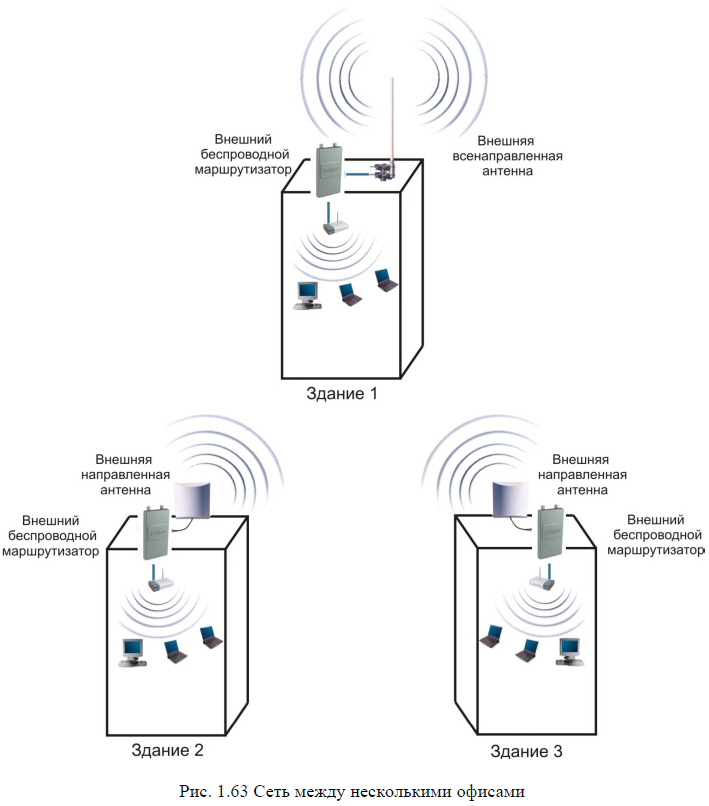 Внешний
беспроводной
маршрутизатор
Внешняя
всенаправленная
антенна
Здание 1
Внешняя
направленная
антенна
Внешний
беспроводной
маршрутизатор
Здание 2
Внешняя
направленная
антенна
Внешний
беспроводной
маршрутизатор
Здание 3
Рис. 1.63 Сеть между несколькими офисами